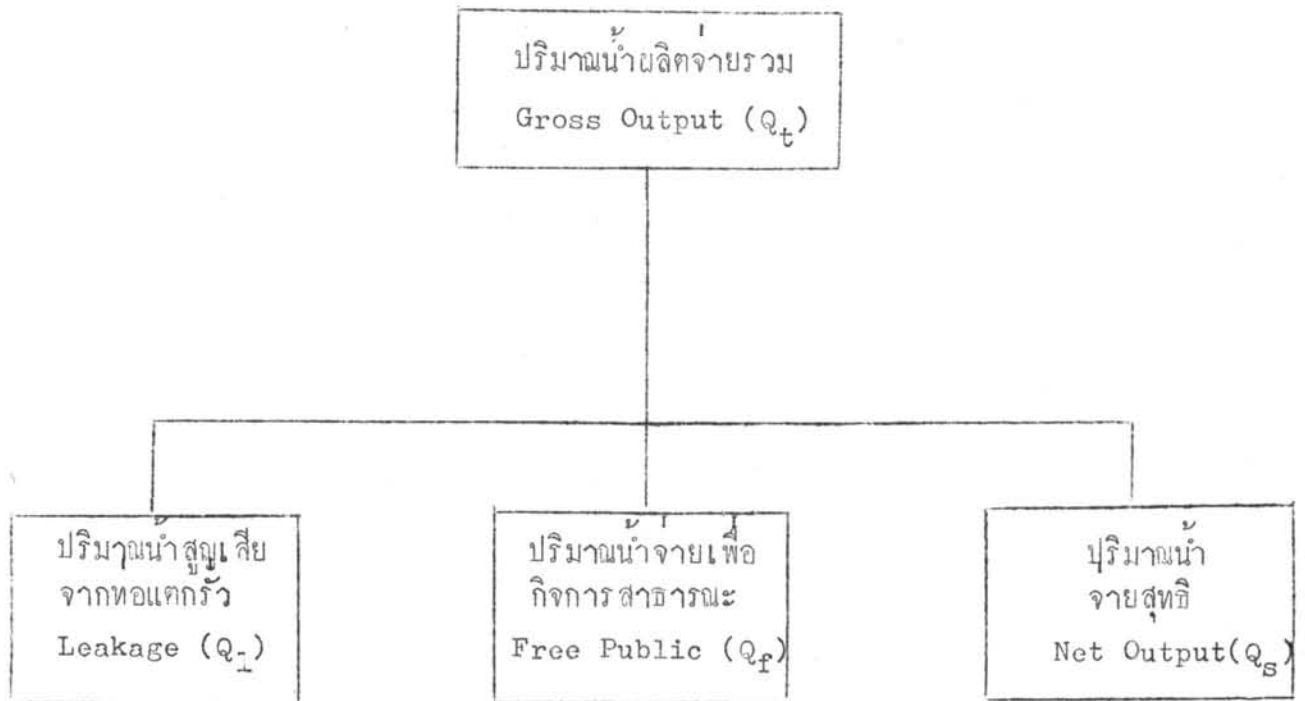 ปริมาณน้ำผลิตจ่ายรวม
Gross Output (Q_t)
ปริมาณน้ำสูญเสีย
จากท่อแตกรั่ว
Leakage (Q_l)
ปริมาณน้ำจ่ายเพื่อ
กิจการสาธารณะ
Free Public (Q_f)
ปริมาณน้ำ
จ่ายสุทธิ
Net Output(Q_s)